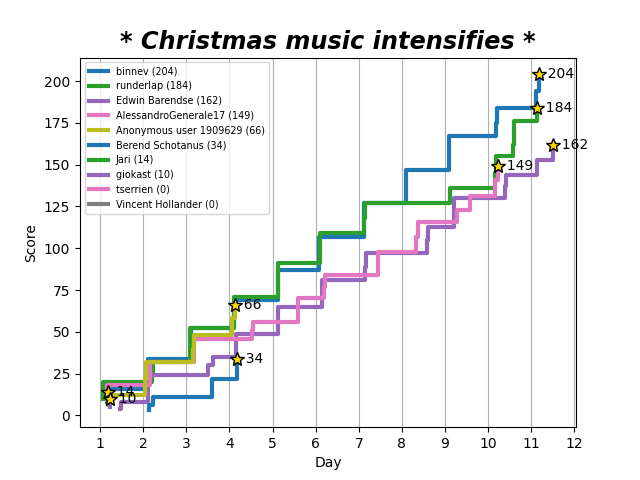 * Christmas music intensifies *
binnev (204)
runderlap (184)
Edwin Barendse (162)
AlessandroGenerale17 (149)
Anonymous user 1909629 (66)
Berend Schotanus (34)
Jari (14)
giokast (10)
tserrien (0)
Vincent Hollander (0)
204
184
162
149
66
34
14
10
Score
200
175
150
125
100
75
50
25
0
1 2 3 4 5 6 7 8 9 10 11 12
Day